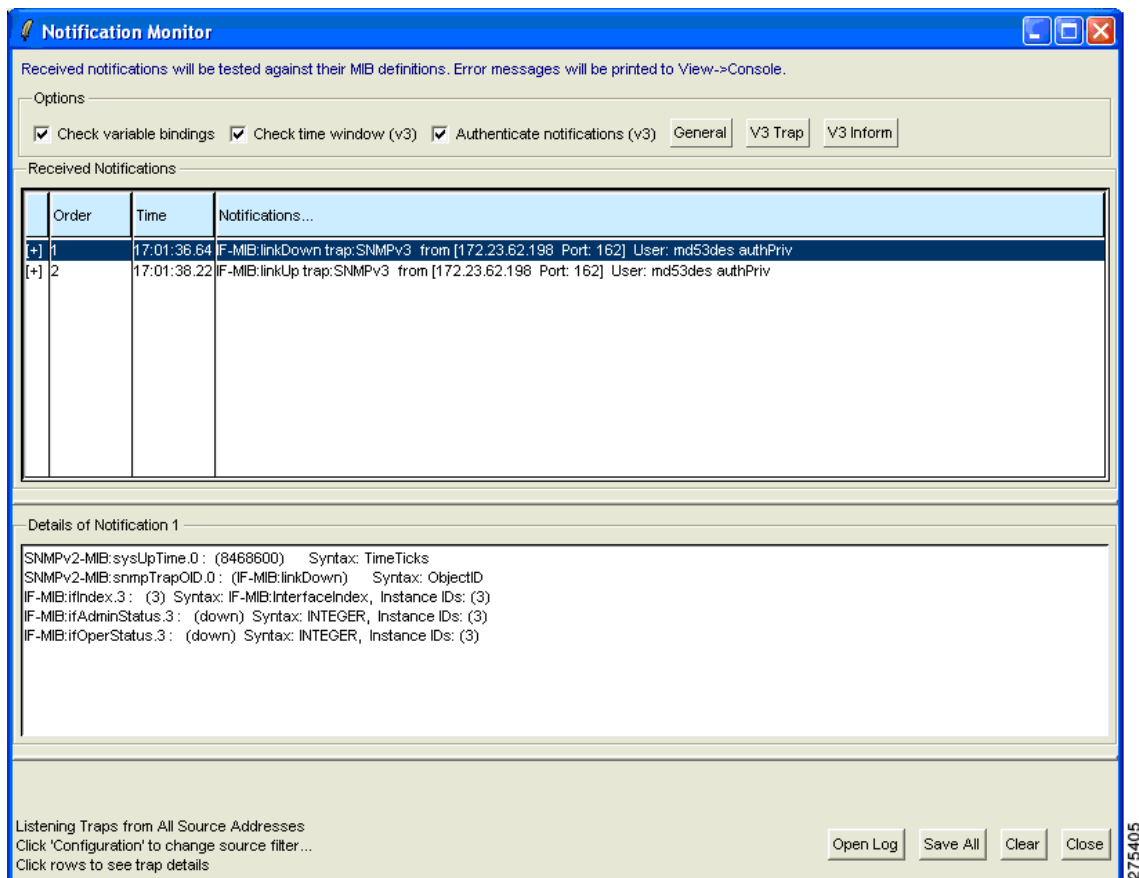 Notification Monitor
Received notifications will be tested against their MIB definitions. Error messages will be printed to View->Console.
Options
Check variable bindings Check time window (v3) Authenticate notifications (v3) General V3 Trap V3 Inform
Received Notifications
Order Time Notifications...
[+] 1 17:01:36.64 IF-MIB:linkDown trap:SNMPv3 from [172.23.62.198 Port: 162] User: md53des authPriv
[+] 2 17:01:38.22 IF-MIB:linkUp trap:SNMPv3 from [172.23.62.198 Port: 162] User: md53des authPriv
Details of Notification 1
SNMPv2-MIB:sysUpTime.0 : (8468600) Syntax: TimeTicks
SNMPv2-MIB:snmpTrapOID.0 : (IF-MIB:linkDown) Syntax: ObjectID
IF-MIB:ifIndex.3 : (3) Syntax: IF-MIB:InterfaceIndex, Instance IDs: (3)
IF-MIB:ifAdminStatus.3 : (down) Syntax: INTEGER, Instance IDs: (3)
IF-MIB:ifOperStatus.3 : (down) Syntax: INTEGER, Instance IDs: (3)
Listening Traps from All Source Addresses
Click 'Configuration' to change source filter...
Click rows to see trap details
Open Log Save All Clear Close
275405